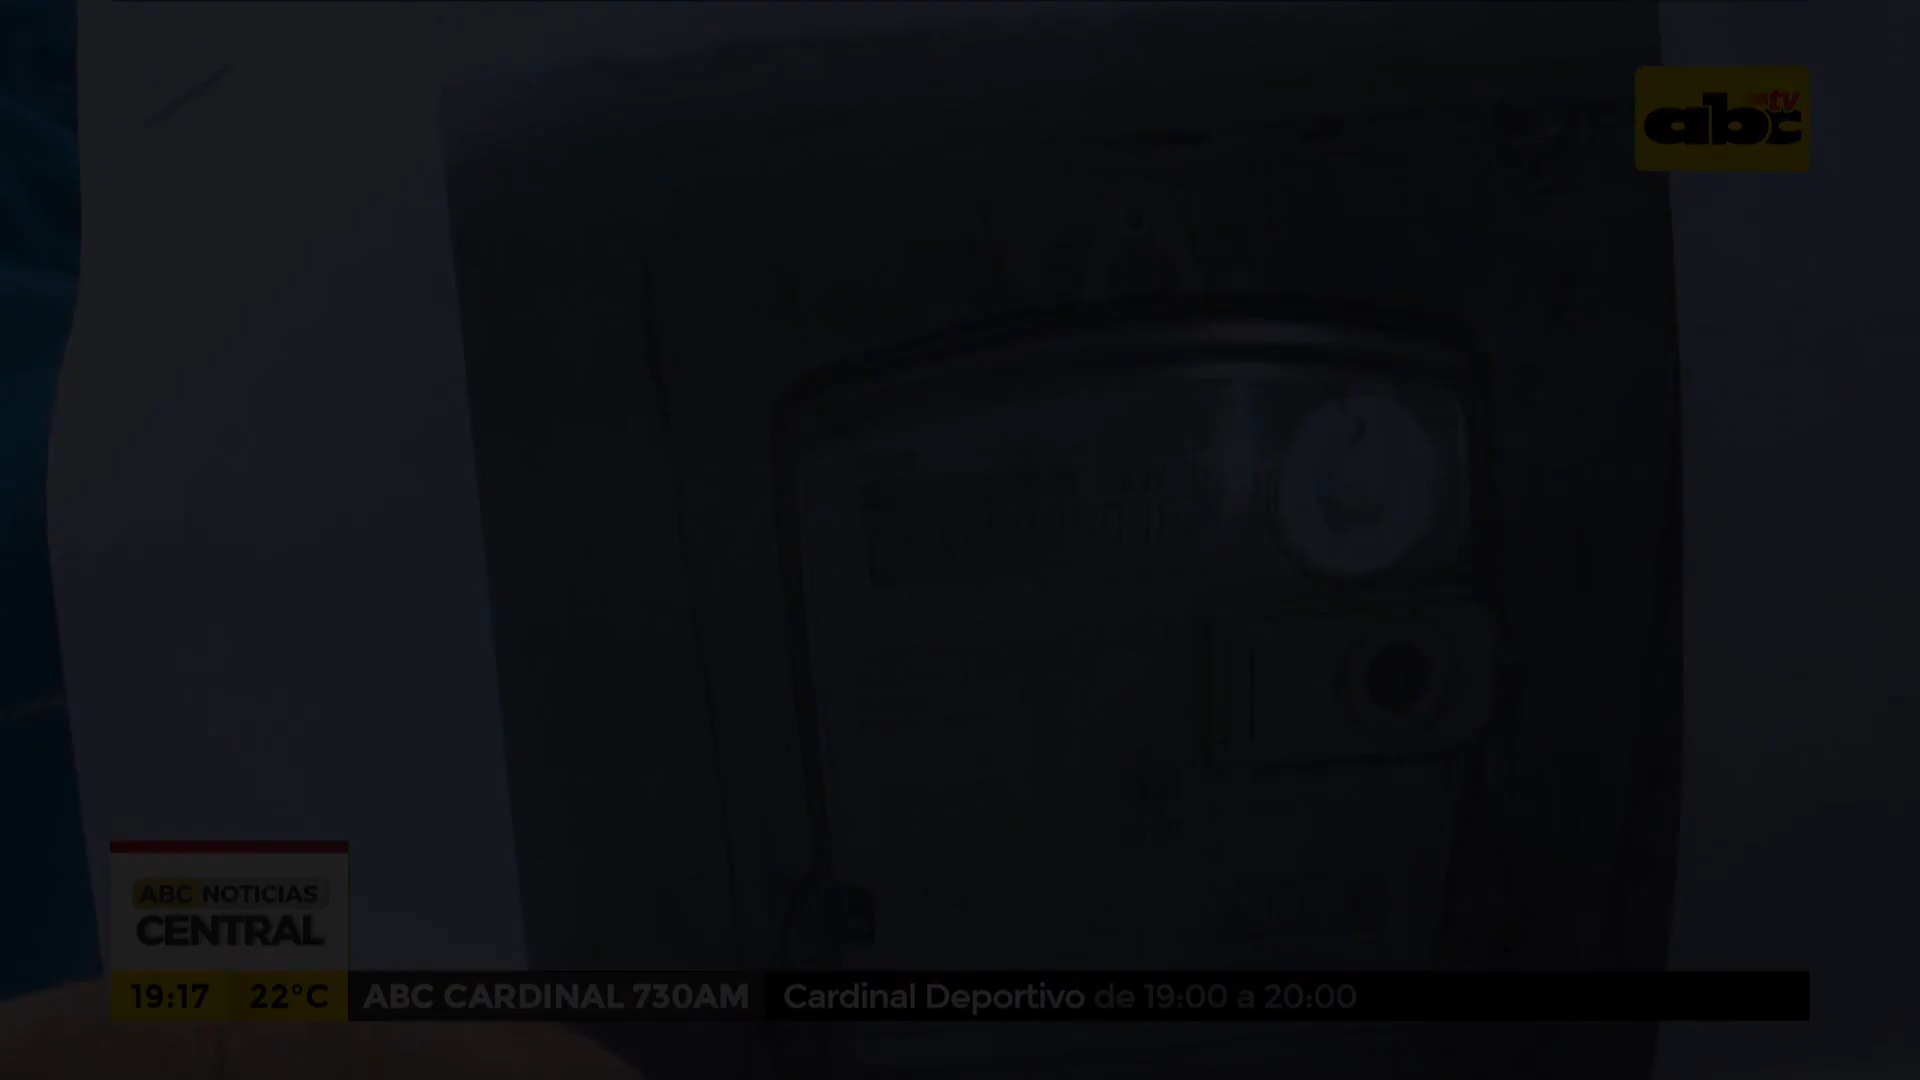 abc tv
ABC NOTICIAS
CENTRAL
19:17 22°C ABC CARDINAL 730AM Cardinal Deportivo de 19:00 a 20:00